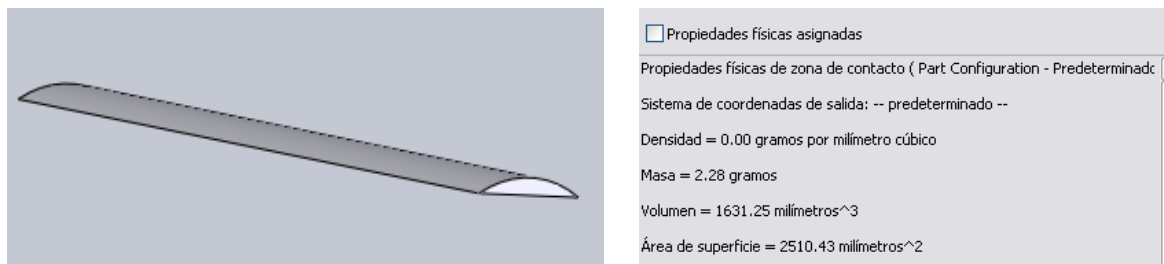 Propiedades físicas asignadas
Propiedades físicas de zona de contacto ( Part Configuration - Predeterminadc
Sistema de coordenadas de salida: -- predeterminado --
Densidad = 0.00 gramos por milímetro cúbico
Masa = 2.28 gramos
Volumen = 1631.25 milímetros^3
Área de superficie = 2510.43 milímetros^2